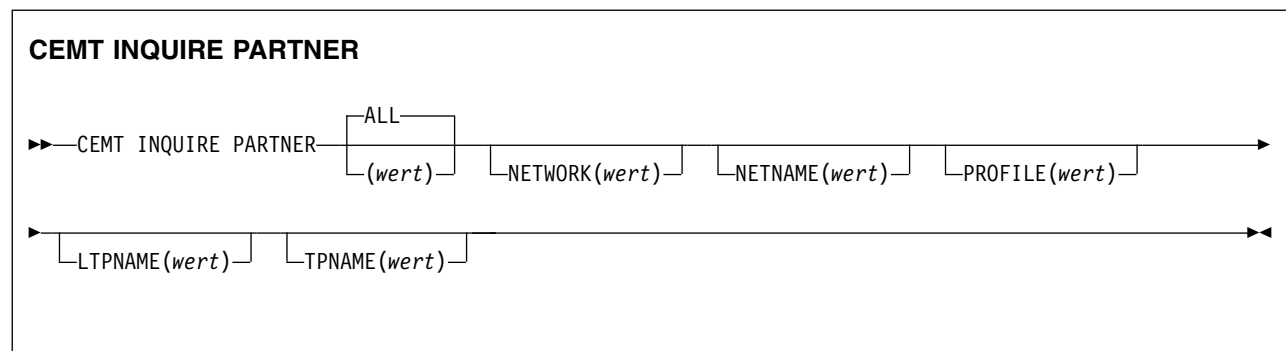 CEMT INQUIRE PARTNER
ALL
CEMT INQUIRE PARTNER
(wert) NETWORK(wert) NETNAME(wert) PROFILE(wert)
LTPNAME(wert) TPNAME(wert)